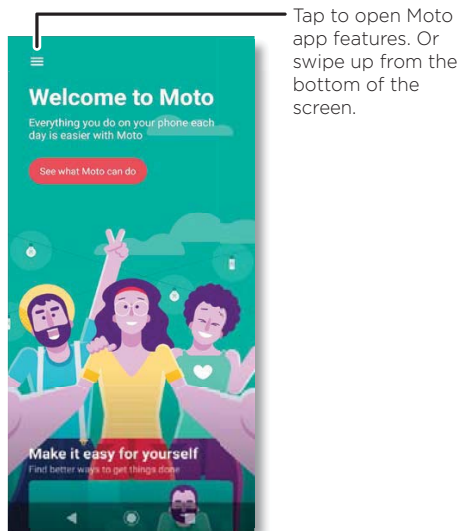 Tap to open Moto
app features. Or
swipe up from the
bottom of the
screen.
Welcome to Moto
Everything you do on your phone each
day is easier with Moto
See what Moto can do
Make it easy for yourself
Find better ways to get things done